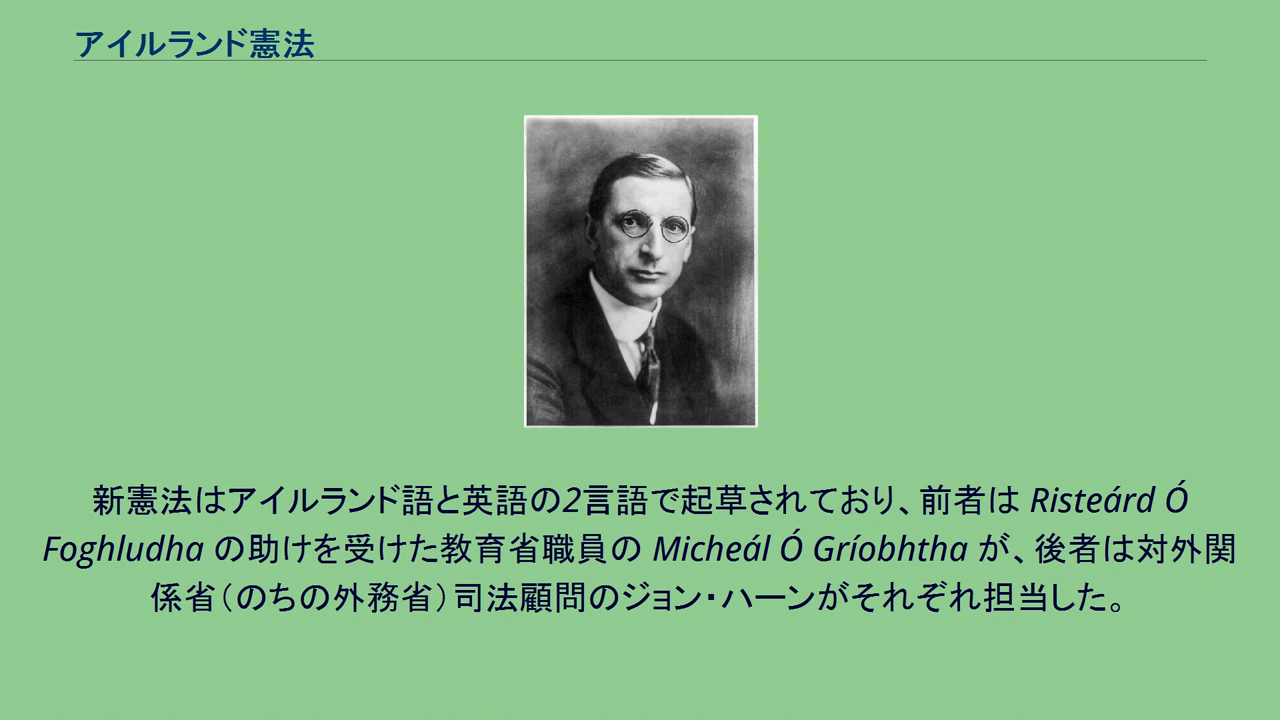 アイルランド憲法
新憲法はアイルランド語と英語の2言語で起草されており、前者は Risteárd Ó
Foghludha の助けを受けた教育省職員の Micheál Ó Gríobhtha が、後者は対外関
係省（のちの外務省）司法顧問のジョン・ハーンがそれぞれ担当した。